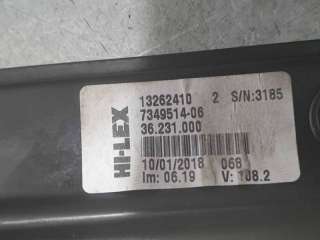 HI-LEX
13262410 2 S/N:3185
7349514-06
36.231.000
10/01/2018 068
Im: 06.19 V: 108.2